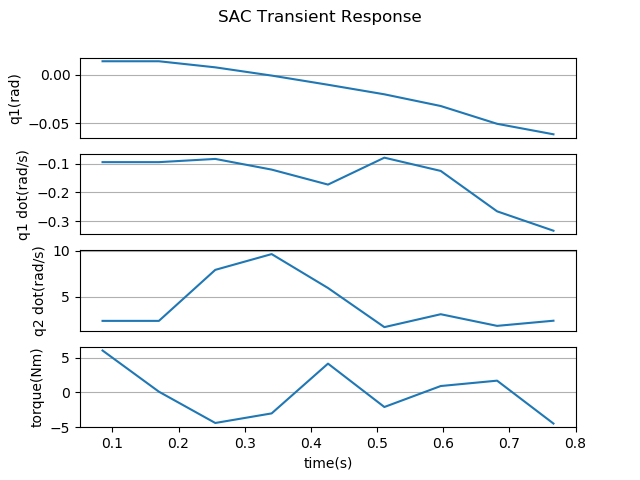 SAC Transient Response
q1(rad)
0.00
−0.05
q1 dot(rad/s)
−0.1
−0.2
−0.3
q2 dot(rad/s)
10
5
torque(Nm)
5
0
−5
0.1 0.2 0.3 0.4 0.5 0.6 0.7 0.8
time(s)